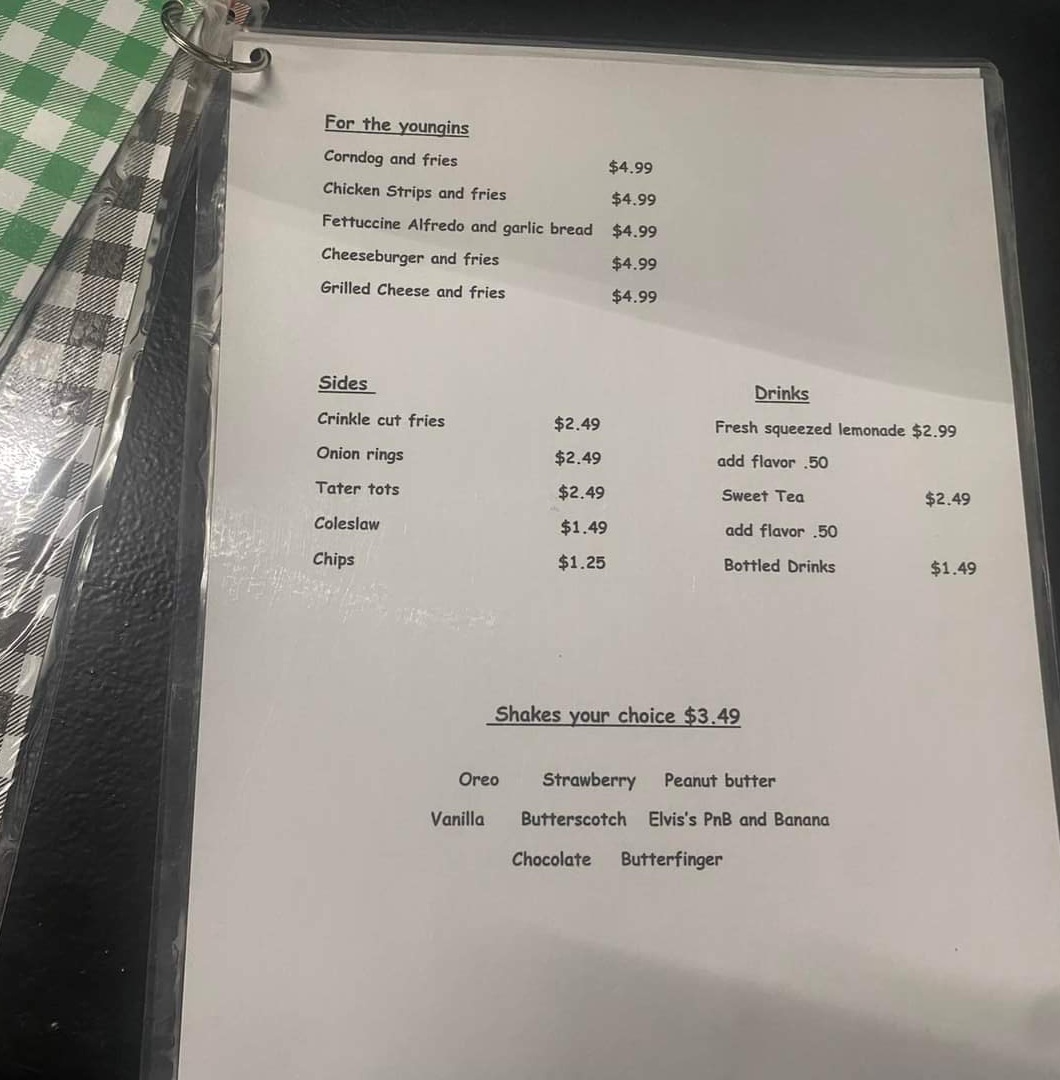 For the youngins
Corndog and fries $4.99
Chicken Strips and fries $4.99
Fettuccine Alfredo and garlic bread $4.99
Cheeseburger and fries $4.99
Grilled Cheese and fries $4.99
Sides
Crinkle cut fries $2.49
Onion rings $2.49
Tater tots $2.49
Coleslaw $1.49
Chips $1.25
Drinks
Fresh squeezed lemonade $2.99
add flavor .50
Sweet Tea $2.49
add flavor .50
Bottled Drinks $1.49
Shakes your choice $3.49
Oreo Strawberry Peanut butter
Vanilla Butterscotch Elvis's PnB and Banana
Chocolate Butterfinger